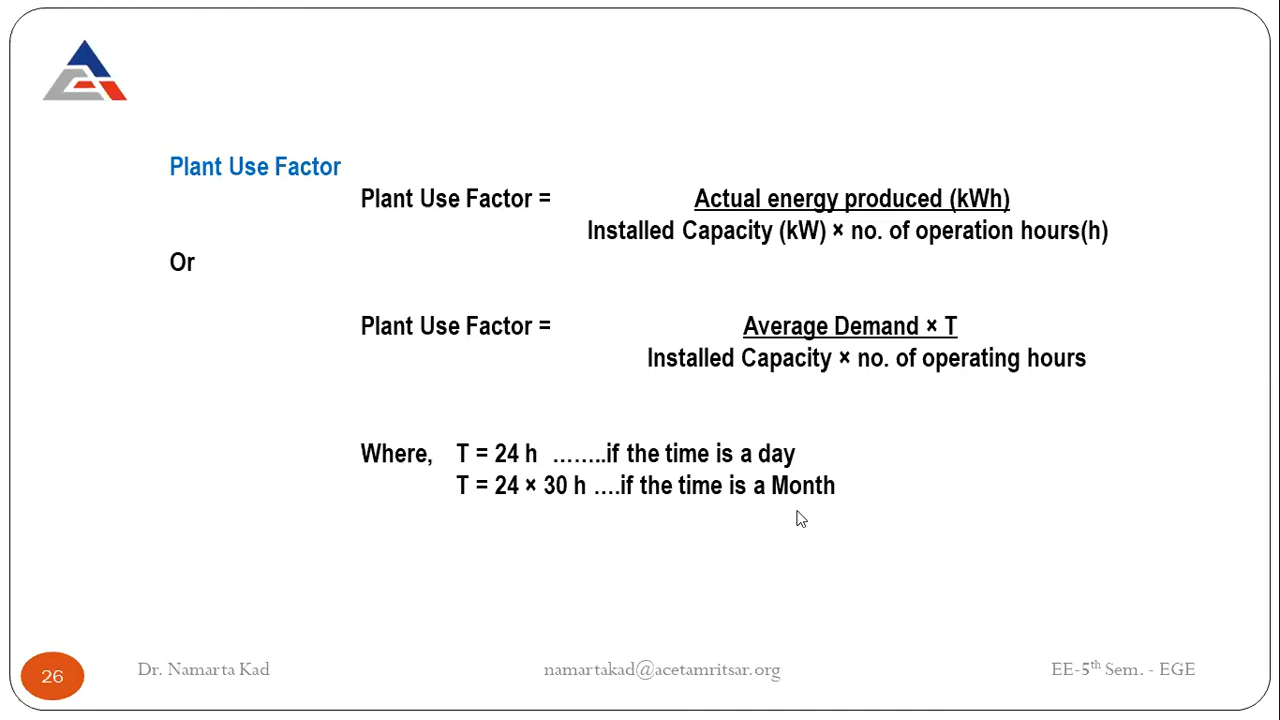 Plant Use Factor
Plant Use Factor = Actual energy produced (kWh)
Installed Capacity (kW) × no. of operation hours(h)
Or
Plant Use Factor = Average Demand × T
Installed Capacity × no. of operating hours
Where, T = 24 h ……..if the time is a day
T = 24 × 30 h ….if the time is a Month
26 Dr. Namarta Kad namartakad@acetamritsar.org EE-5th Sem. - EGE